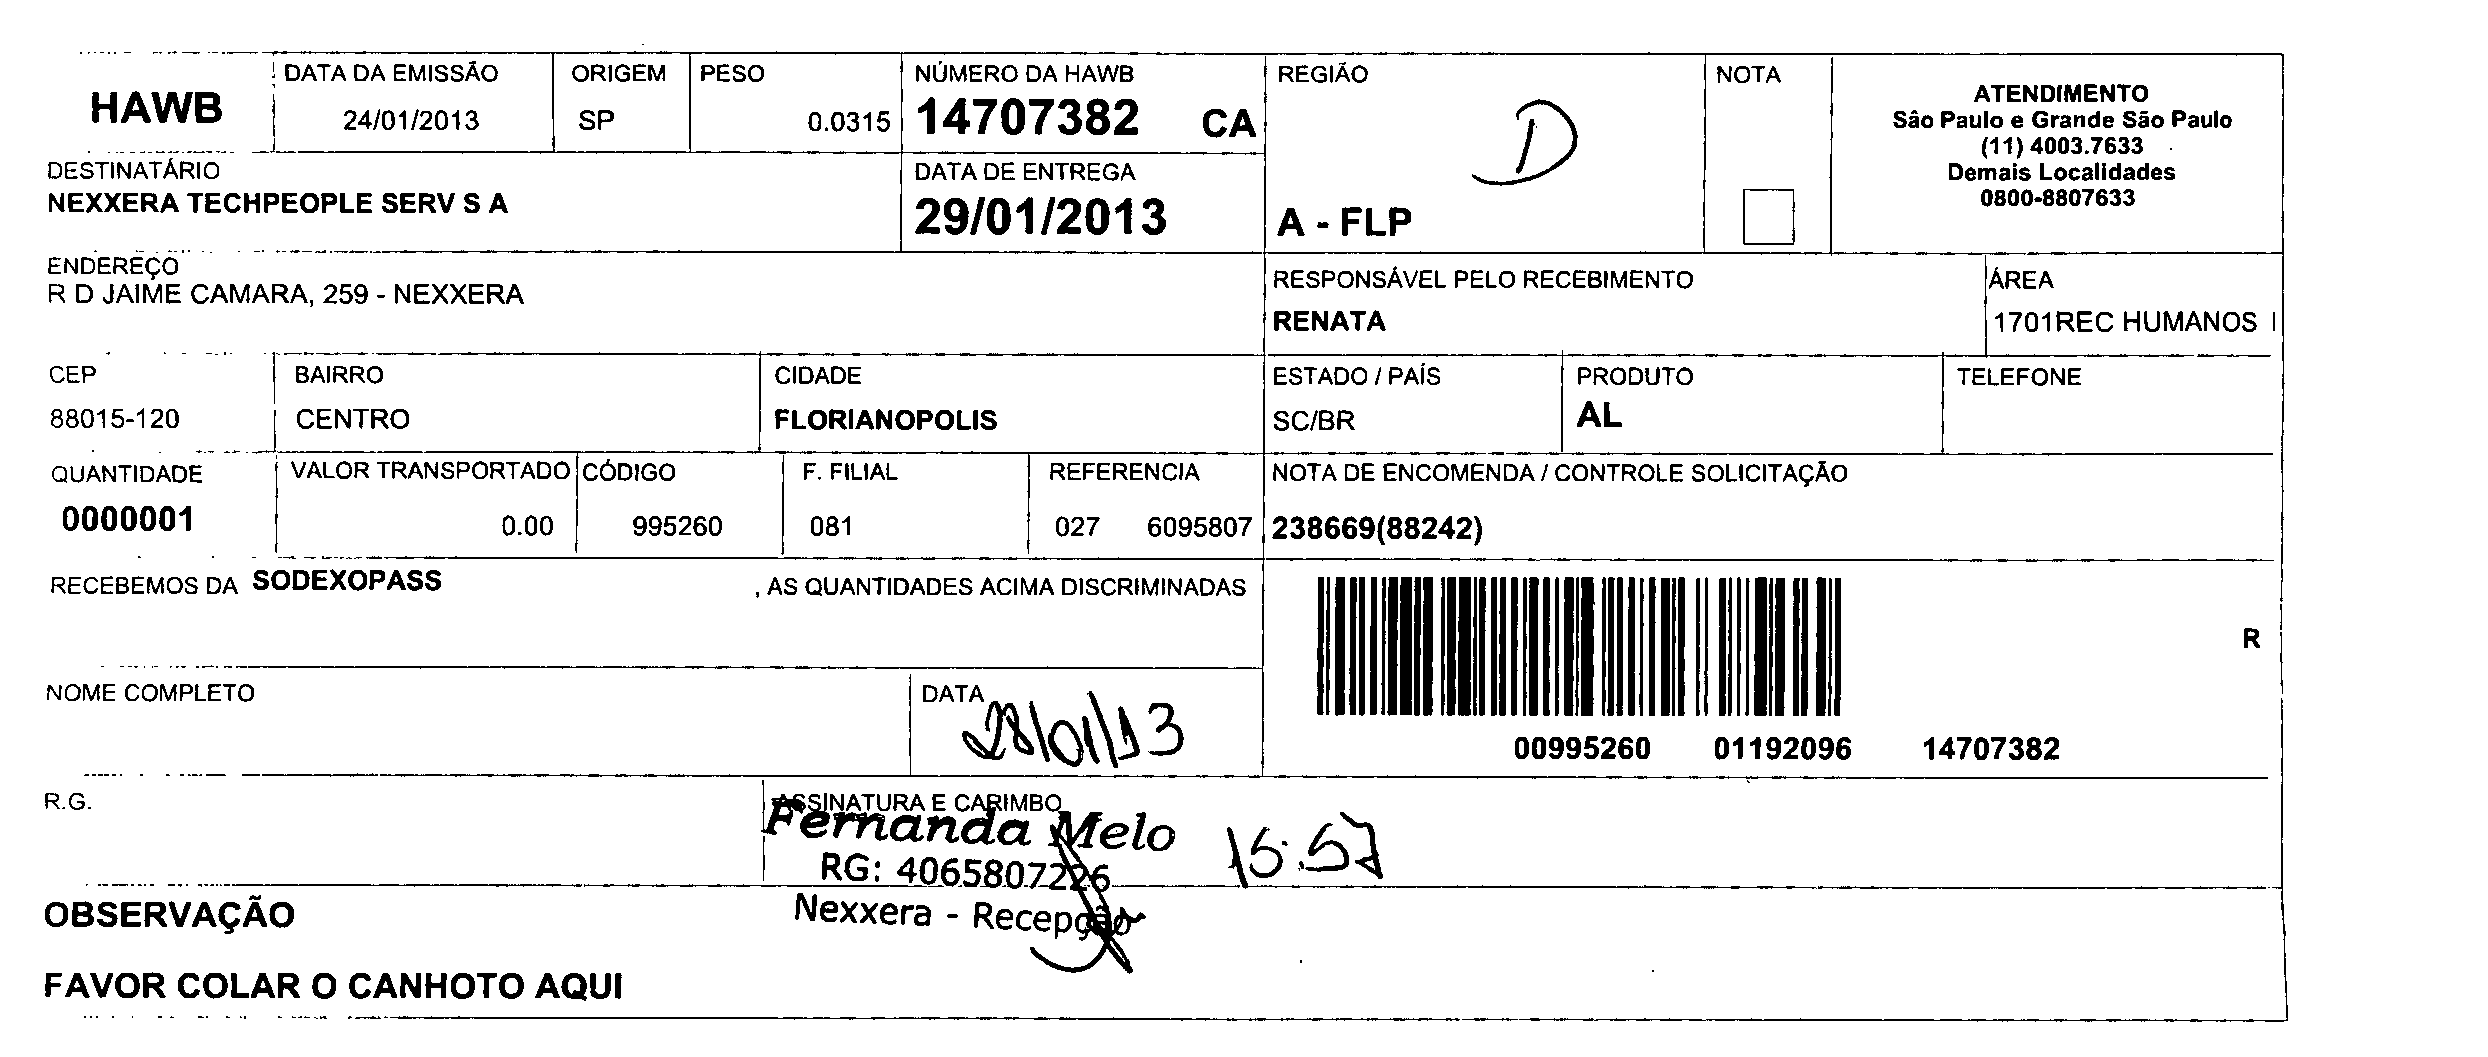 HAWB
DATA DA EMISSÃO
24/01/2013
ORIGEM
SP
PESO
0.0315
NÚMERO DA HAWB
14707382 CA
REGIÃO
D
A - FLP
NOTA
ATENDIMENTO
São Paulo e Grande São Paulo
(11) 4003.7633
Demais Localidades
0800-8807633
DESTINATÁRIO
NEXXERA TECHPEOPLE SERV S A
DATA DE ENTREGA
29/01/2013
ENDEREÇO
R D JAIME CAMARA, 259 - NEXXERA
RESPONSÁVEL PELO RECEBIMENTO
RENATA
ÁREA
1701REC HUMANOS I
CEP
88015-120
BAIRRO
CENTRO
CIDADE
FLORIANOPOLIS
ESTADO / PAÍS
SC/BR
PRODUTO
AL
TELEFONE
QUANTIDADE
0000001
VALOR TRANSPORTADO
0.00
CÓDIGO
995260
F. FILIAL
081
REFERENCIA
027 6095807
NOTA DE ENCOMENDA / CONTROLE SOLICITAÇÃO
238669(88242)
RECEBEMOS DA SODEXOPASS , AS QUANTIDADES ACIMA DISCRIMINADAS
R
00995260 01192096 14707382
NOME COMPLETO
DATA
28/01/13
R.G.
ASSINATURA E CARIMBO
Fernanda Melo
15:57
RG: 4065807226
Nexxera - Recepção
OBSERVAÇÃO
FAVOR COLAR O CANHOTO AQUI